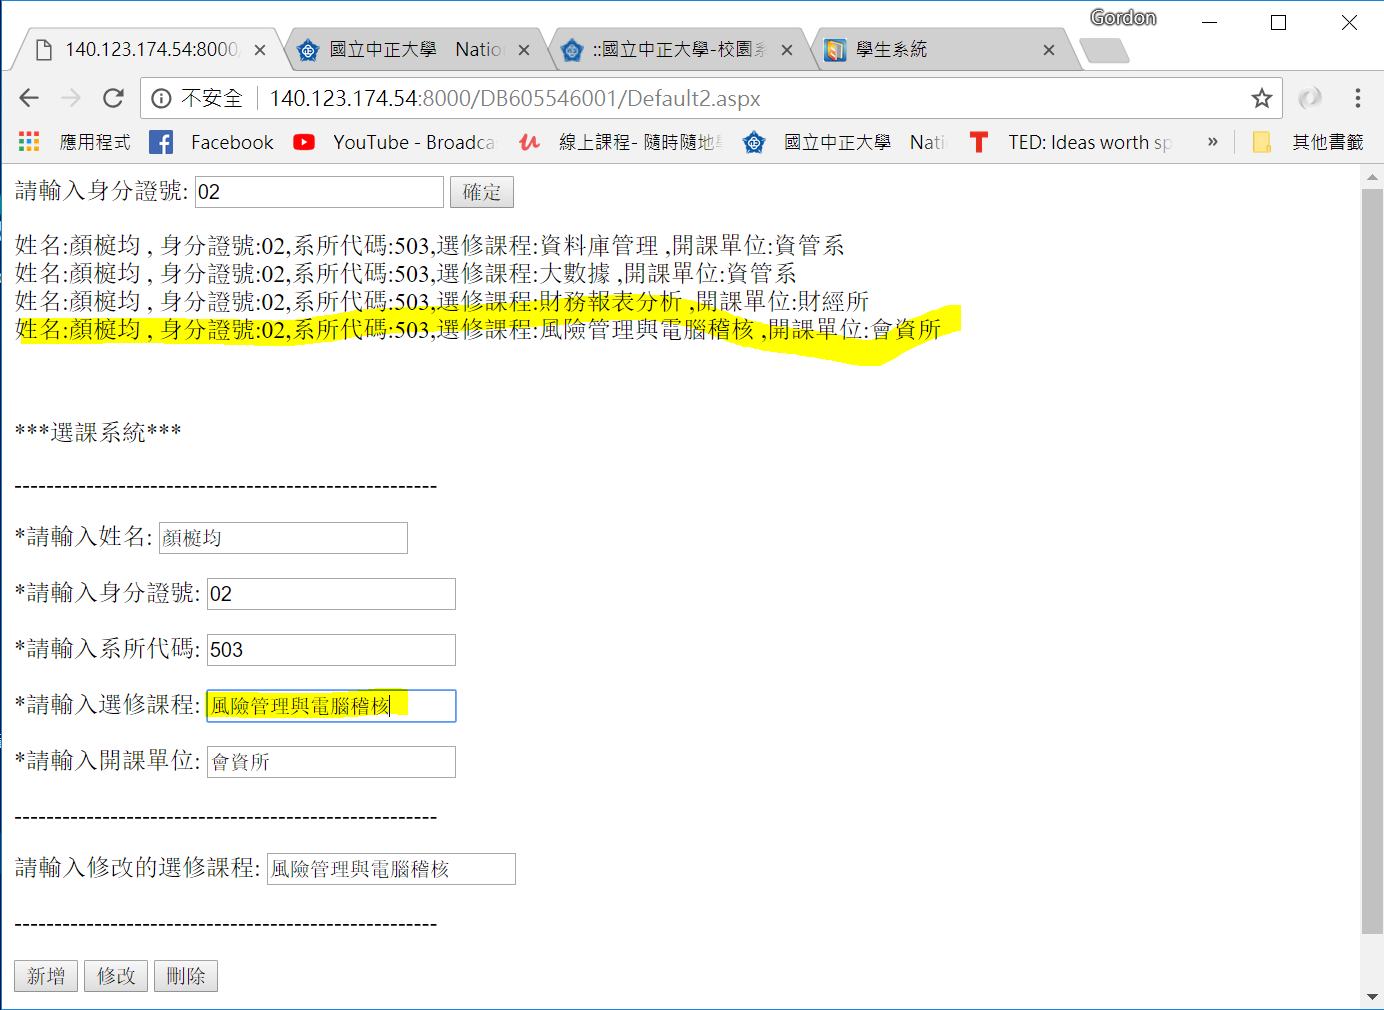 Gordon
140.123.174.54:8000
國立中正大學 Natio
::國立中正大學-校園系
學生系統
不安全 140.123.174.54:8000/DB605546001/Default2.aspx
應用程式 Facebook YouTube - Broadca 線上課程- 隨時隨地 國立中正大學 Nati TED: Ideas worth sp » 其他書籤
請輸入身分證號: 02 確定
姓名:顏榳均 , 身分證號:02,系所代碼:503,選修課程:資料庫管理 ,開課單位:資管系
姓名:顏榳均 , 身分證號:02,系所代碼:503,選修課程:大數據 ,開課單位:資管系
姓名:顏榳均 , 身分證號:02,系所代碼:503,選修課程:財務報表分析 ,開課單位:財經所
姓名:顏榳均 , 身分證號:02,系所代碼:503,選修課程:風險管理與電腦稽核 ,開課單位:會資所
***選課系統***
-----------------------------------------------------
*請輸入姓名: 顏榳均
*請輸入身分證號: 02
*請輸入系所代碼: 503
*請輸入選修課程: 風險管理與電腦稽核
*請輸入開課單位: 會資所
-----------------------------------------------------
請輸入修改的選修課程: 風險管理與電腦稽核
-----------------------------------------------------
新增 修改 刪除